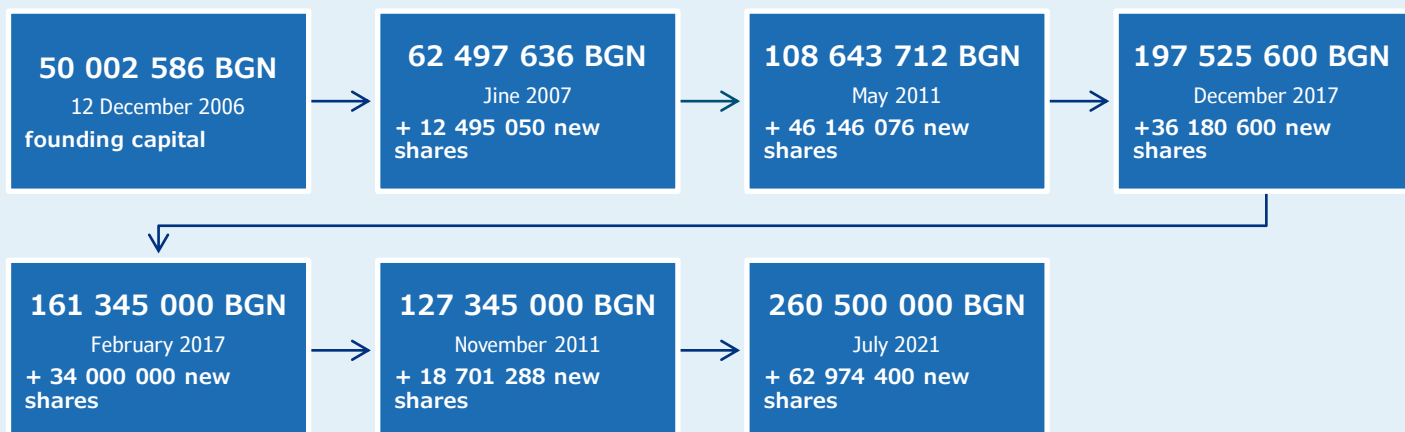 50 002 586 BGN
12 December 2006
founding capital
62 497 636 BGN
Jine 2007
+ 12 495 050 new
shares
108 643 712 BGN
May 2011
+ 46 146 076 new
shares
197 525 600 BGN
December 2017
+36 180 600 new
shares
161 345 000 BGN
February 2017
+ 34 000 000 new
shares
127 345 000 BGN
November 2011
+ 18 701 288 new
shares
260 500 000 BGN
July 2021
+ 62 974 400 new
shares